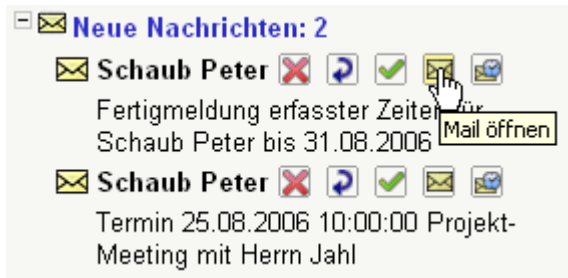 Neue Nachrichten: 2
Schaub Peter
Fertigmeldung erfasster Zeiten für
Schaub Peter bis 31.08.2006
Mail öffnen
Schaub Peter
Termin 25.08.2006 10:00:00 Projekt-
Meeting mit Herrn Jahl